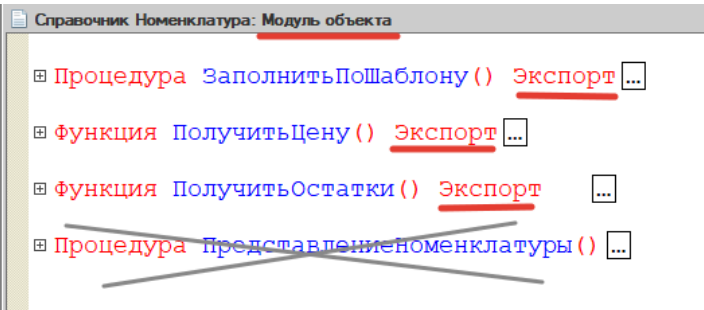 Справочник Номенклатура: Модуль объекта
Процедура ЗаполнитьПоШаблону() Экспорт...
Функция ПолучитьЦену() Экспорт...
Функция ПолучитьОстатки() Экспорт ...
Процедура ПредставлениеНоменклатуры()...